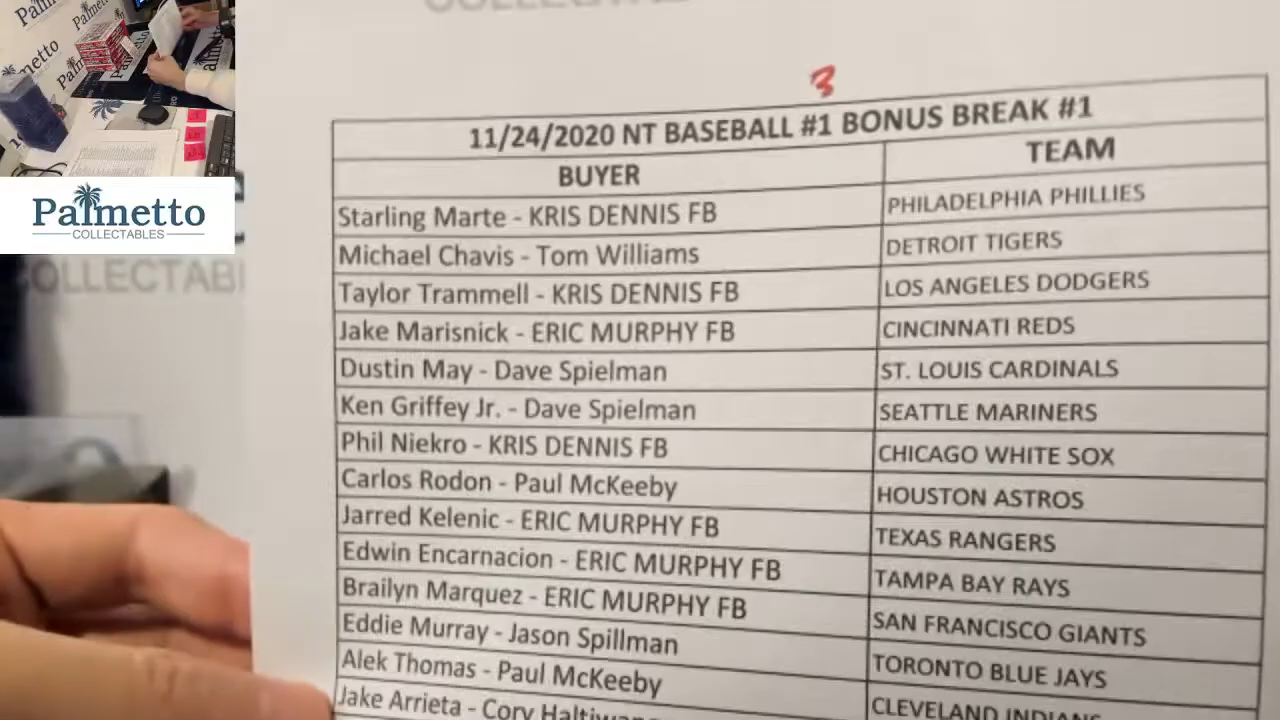 COLLECTABLES
Palmetto
Palmetto
Palmetto
COLLECTABLES
3
11/24/2020 NT BASEBALL #1 BONUS BREAK #1
BUYER TEAM
Starling Marte - KRIS DENNIS FB PHILADELPHIA PHILLIES
Michael Chavis - Tom Williams DETROIT TIGERS
Taylor Trammell - KRIS DENNIS FB LOS ANGELES DODGERS
Jake Marisnick - ERIC MURPHY FB CINCINNATI REDS
Dustin May - Dave Spielman ST. LOUIS CARDINALS
Ken Griffey Jr. - Dave Spielman SEATTLE MARINERS
Phil Niekro - KRIS DENNIS FB CHICAGO WHITE SOX
Carlos Rodon - Paul McKeeby HOUSTON ASTROS
Jarred Kelenic - ERIC MURPHY FB TEXAS RANGERS
Edwin Encarnacion - ERIC MURPHY FB TAMPA BAY RAYS
Brailyn Marquez - ERIC MURPHY FB SAN FRANCISCO GIANTS
Eddie Murray - Jason Spillman TORONTO BLUE JAYS
Alek Thomas - Paul McKeeby CLEVELAND INDIANS
Jake Arrieta - Cory